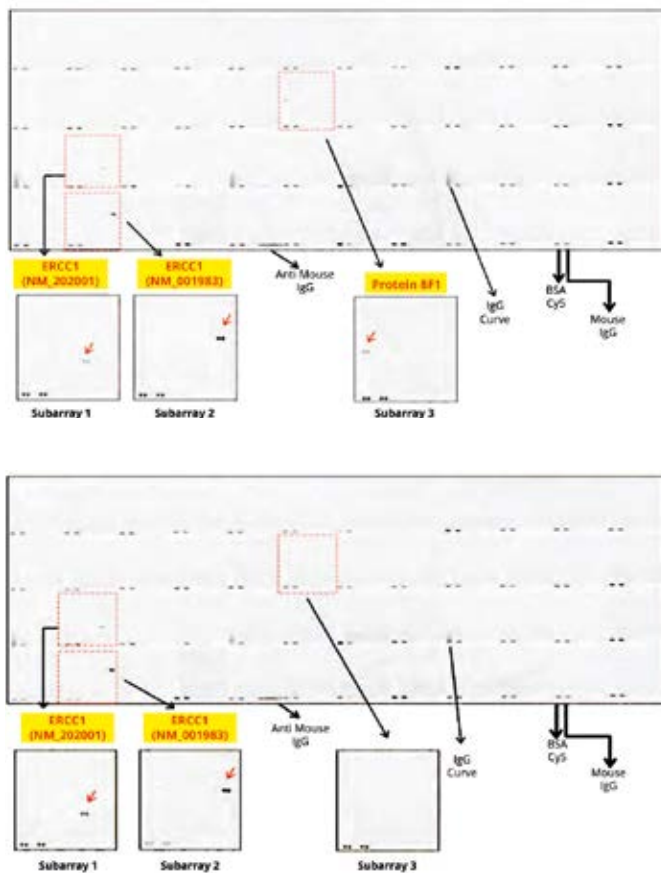 ERCC1
(NM_202001)
ERCC1
(NM_001983)
Anti Mouse
IgG
Protein BF1
IgG
Curve
BSA
Cy5
Mouse
IgG
Subarray 1
Subarray 2
Subarray 3
ERCC1
(NM_202001)
ERCC1
(NM_001983)
Anti Mouse
IgG
IgG
Curve
BSA
Cy5
Mouse
IgG
Subarray 1
Subarray 2
Subarray 3